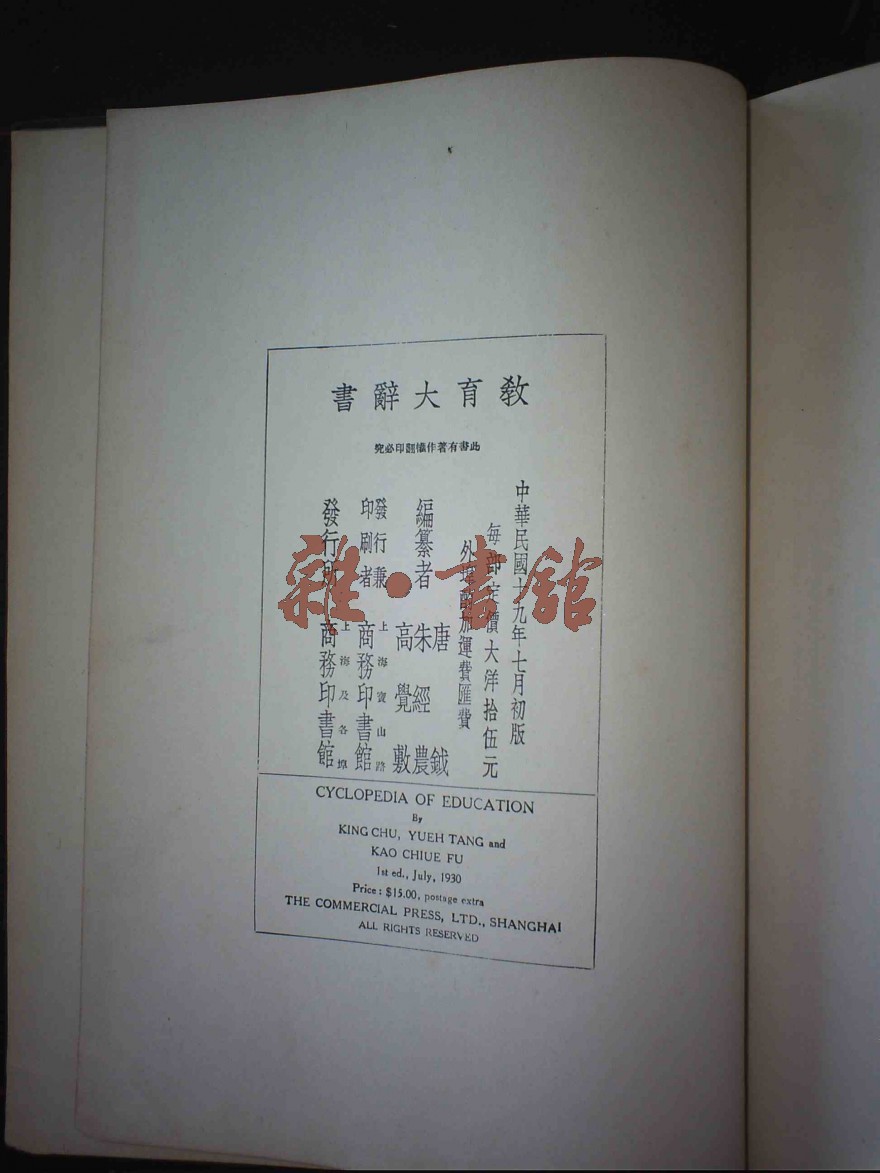 教育大辭書
此書有著作權翻印必究
中華民國十九年七月初版
每部定價大洋拾伍元
外埠酌加運費匯費
編纂者 唐鉞 朱經農 高覺敷
發行兼印刷者 上海寶山路 商務印書館
發行所 上海及各埠 商務印書館
雜·書館
CYCLOPEDIA OF EDUCATION
By
KING CHU, YUEH TANG and
KAO CHIUE FU
1st ed., July, 1930
Price: $15.00, postage extra
THE COMMERCIAL PRESS, LTD., SHANGHAI
ALL RIGHTS RESERVED